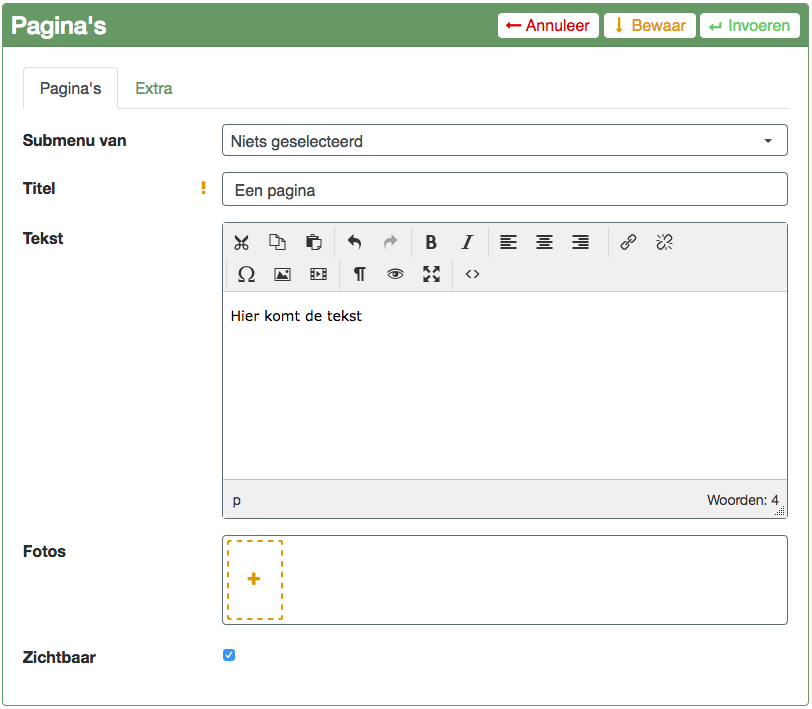 Pagina's
Annuleer
Bewaar
Invoeren
Pagina's
Extra
Submenu van
Niets geselecteerd
Titel
!
Een pagina
Tekst
B
I
Ω
¶
<>
Hier komt de tekst
p
Woorden: 4
Fotos
+
Zichtbaar